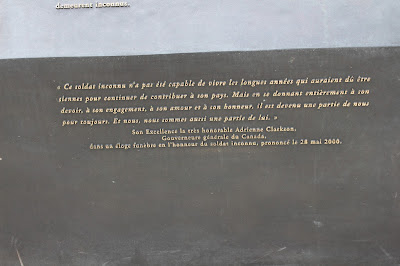 demeurent inconnus.
« Ce soldat inconnu n'a pas été capable de vivre les longues années qui auraient dû être
siennes pour continuer de contribuer à son pays. Mais en se donnant entièrement à son
devoir, à son engagement, à son amour et à son honneur, il est devenu une partie de nous
pour toujours. Et nous, nous sommes aussi une partie de lui. »
Son Excellence la très honorable Adrienne Clarkson,
Gouverneure générale du Canada,
dans un éloge funèbre en l'honneur du soldat inconnu, prononcé le 28 mai 2000.